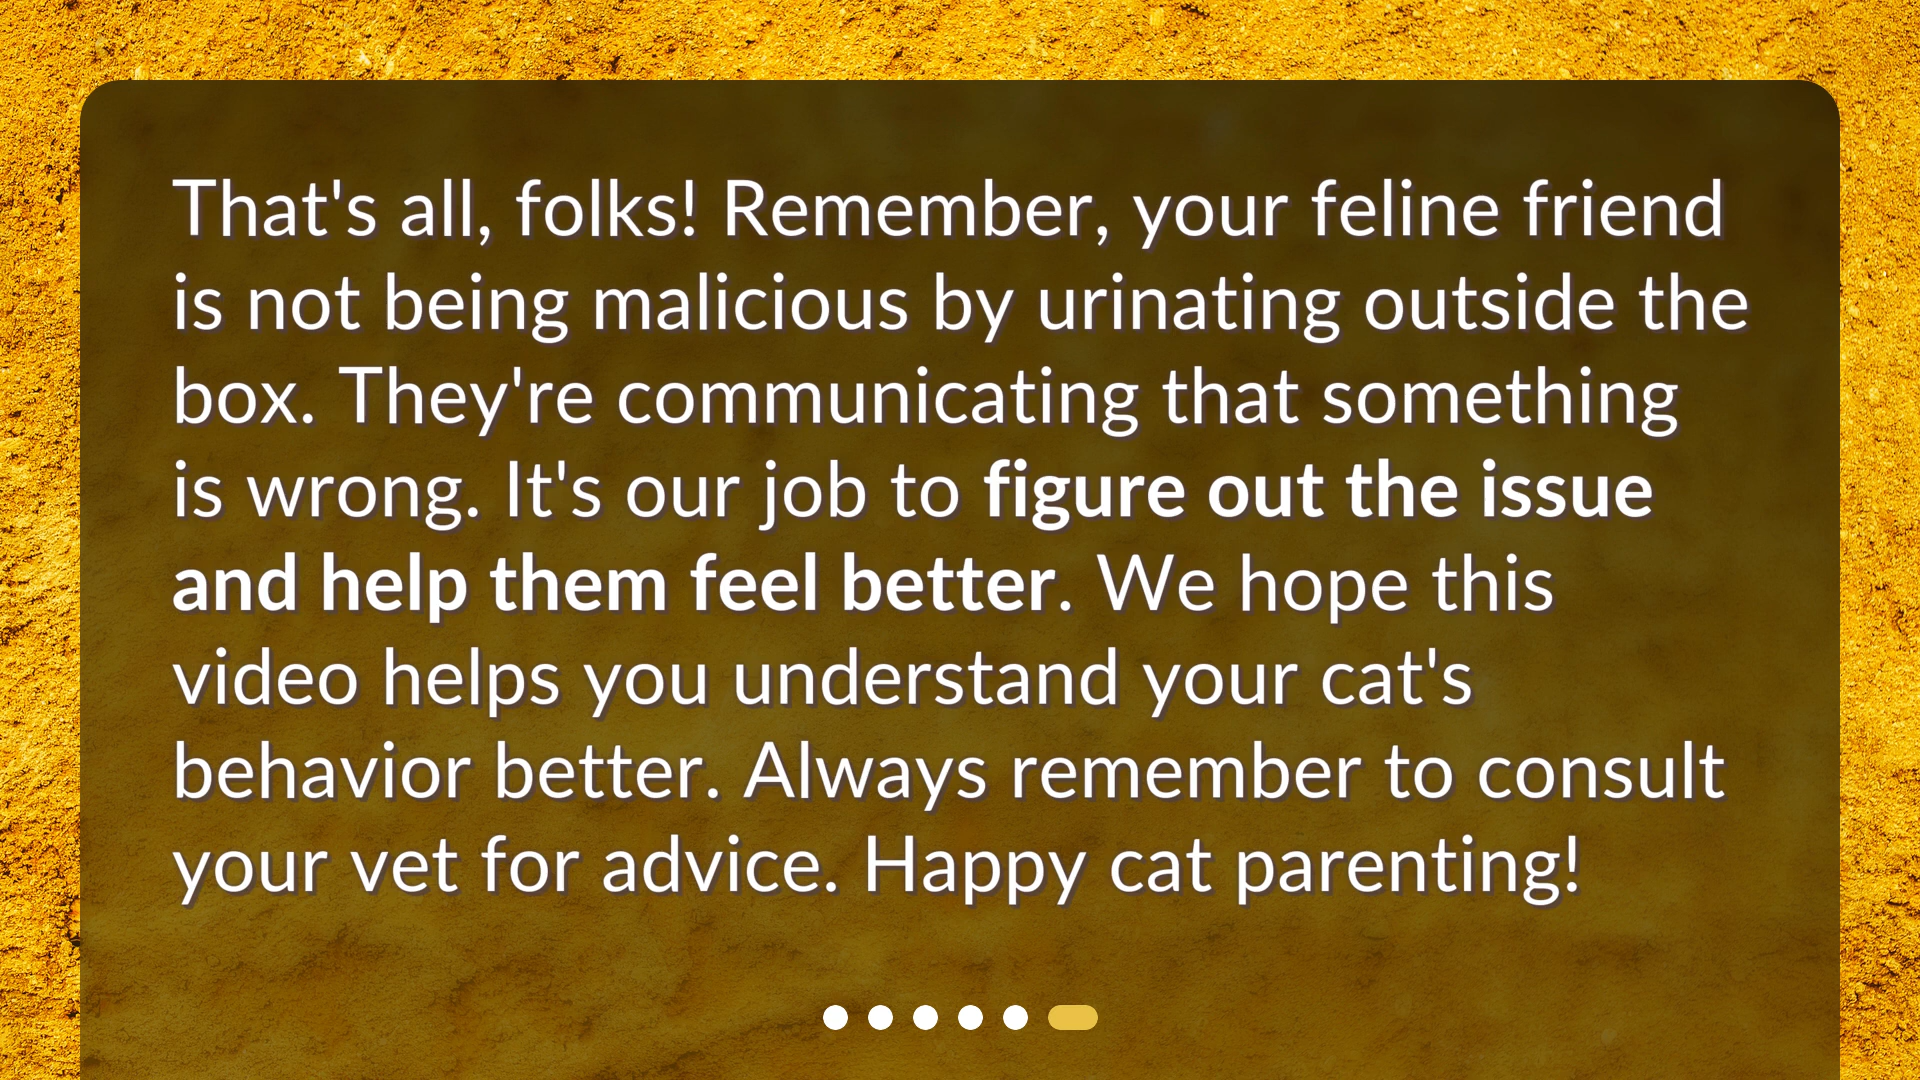 That's all, folks! Remember, your feline friend
is not being malicious by urinating outside the
box. They're communicating that something
is wrong. It's our job to figure out the issue
and help them feel better. We hope this
video helps you understand your cat's
behavior better. Always remember to consult
your vet for advice. Happy cat parenting!